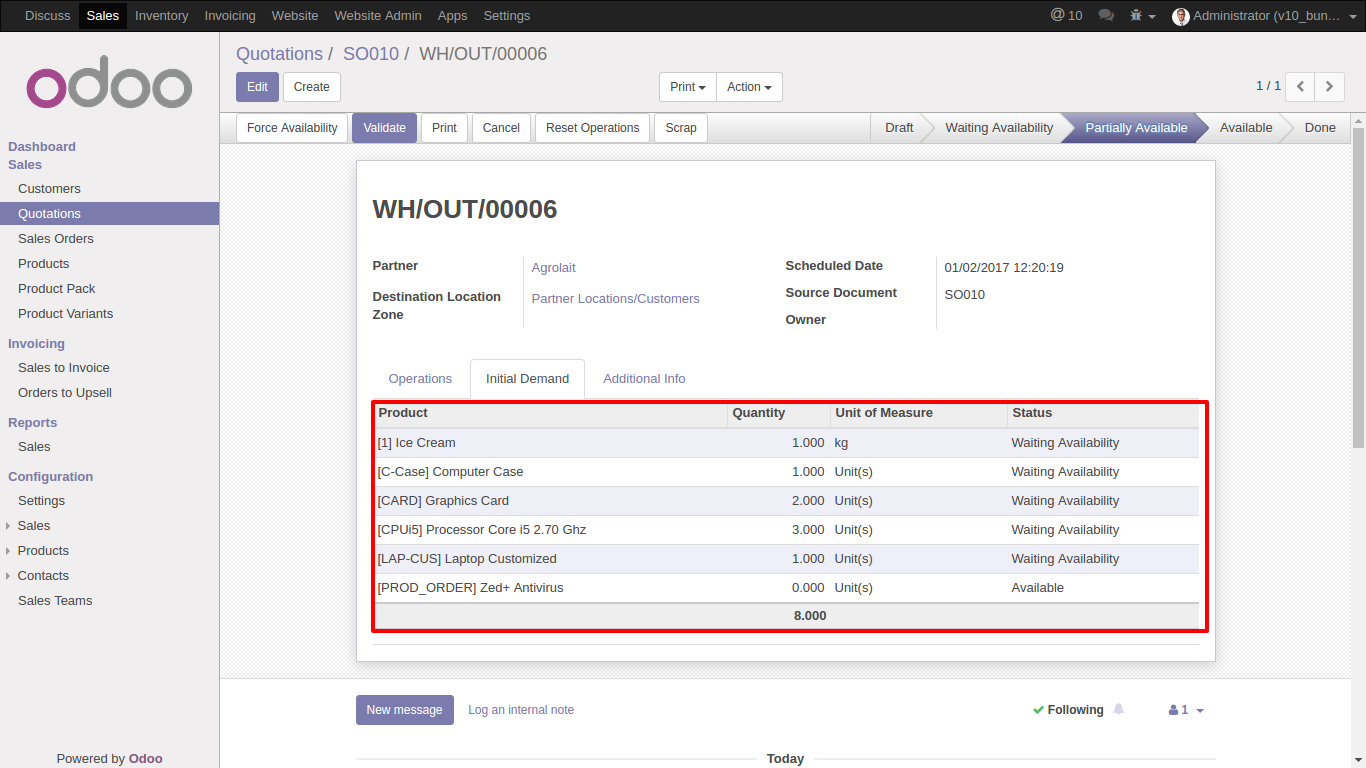 Discuss Sales Inventory Invoicing Website Website Admin Apps Settings @ 10 Administrator (v10_bun...
odoo
Quotations / SO010 / WH/OUT/00006
Edit Create Print Action 1 / 1
Force Availability Validate Print Cancel Reset Operations Scrap Draft Waiting Availability Partially Available Available Done
Dashboard
Sales
Customers
Quotations
Sales Orders
Products
Product Pack
Product Variants
Invoicing
Sales to Invoice
Orders to Upsell
Reports
Sales
Configuration
Settings
Sales
Products
Contacts
Sales Teams
Powered by Odoo
WH/OUT/00006
Partner Agrolait
Destination Location Zone Partner Locations/Customers
Scheduled Date 01/02/2017 12:20:19
Source Document SO010
Owner
Operations Initial Demand Additional Info
Product Quantity Unit of Measure Status
[1] Ice Cream 1.000 kg Waiting Availability
[C-Case] Computer Case 1.000 Unit(s) Waiting Availability
[CARD] Graphics Card 2.000 Unit(s) Waiting Availability
[CPUi5] Processor Core i5 2.70 Ghz 3.000 Unit(s) Waiting Availability
[LAP-CUS] Laptop Customized 1.000 Unit(s) Waiting Availability
[PROD_ORDER] Zed+ Antivirus 0.000 Unit(s) Available
8.000
New message Log an internal note Following 1
Today